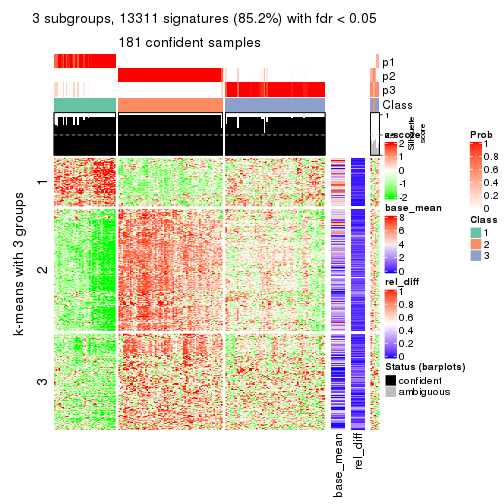 3 subgroups, 13311 signatures (85.2%) with fdr < 0.05
181 confident samples
p1
p2
p3
Class
1
Silhouette
score
z-score
2
1
0
-1
-2
Prob
1
0.8
0.6
0.4
0.2
0
k-means with 3 groups
1
2
3
base_mean
8
6
4
2
0
Class
1
2
3
rel_diff
1
0.8
0.6
0.4
0.2
0
Status (barplots)
confident
ambiguous
base_mean
rel_diff